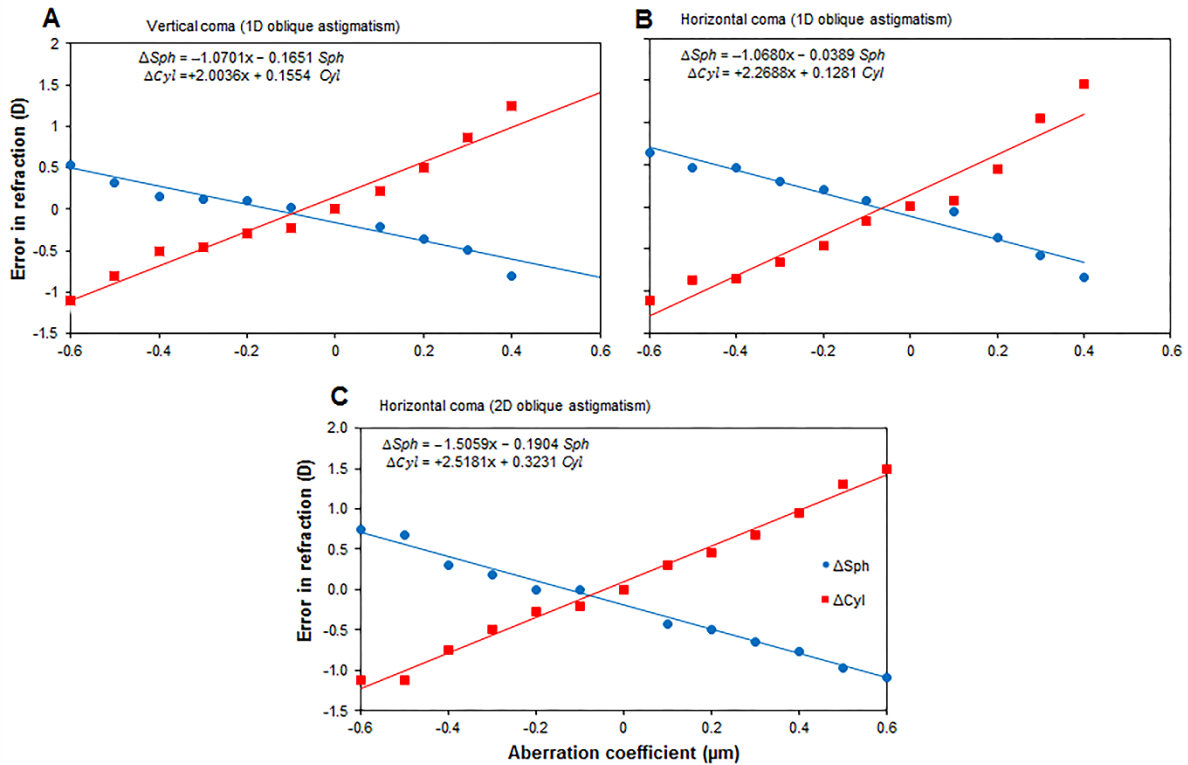 A
Vertical coma (1D oblique astigmatism)
ΔSph = –1.0701x – 0.1651 Sph
ΔCyl =+2.0036x + 0.1554 Cyl
Error in refraction (D)
2
1.5
1
0.5
0
-0.5
-1
-1.5
-0.6 -0.4 -0.2 0 0.2 0.4 0.6
B
Horizontal coma (1D oblique astigmatism)
ΔSph = –1.0680x – 0.0389 Sph
ΔCyl =+2.2688x + 0.1281 Cyl
-0.6 -0.4 -0.2 0 0.2 0.4 0.6
C
Horizontal coma (2D oblique astigmatism)
ΔSph = –1.5059x – 0.1904 Sph
ΔCyl = +2.5181x + 0.3231 Cyl
Error in refraction (D)
2.0
1.5
1.0
0.5
0.0
-0.5
-1.0
-1.5
ΔSph
ΔCyl
-0.6 -0.4 -0.2 0 0.2 0.4 0.6
Aberration coefficient (µm)